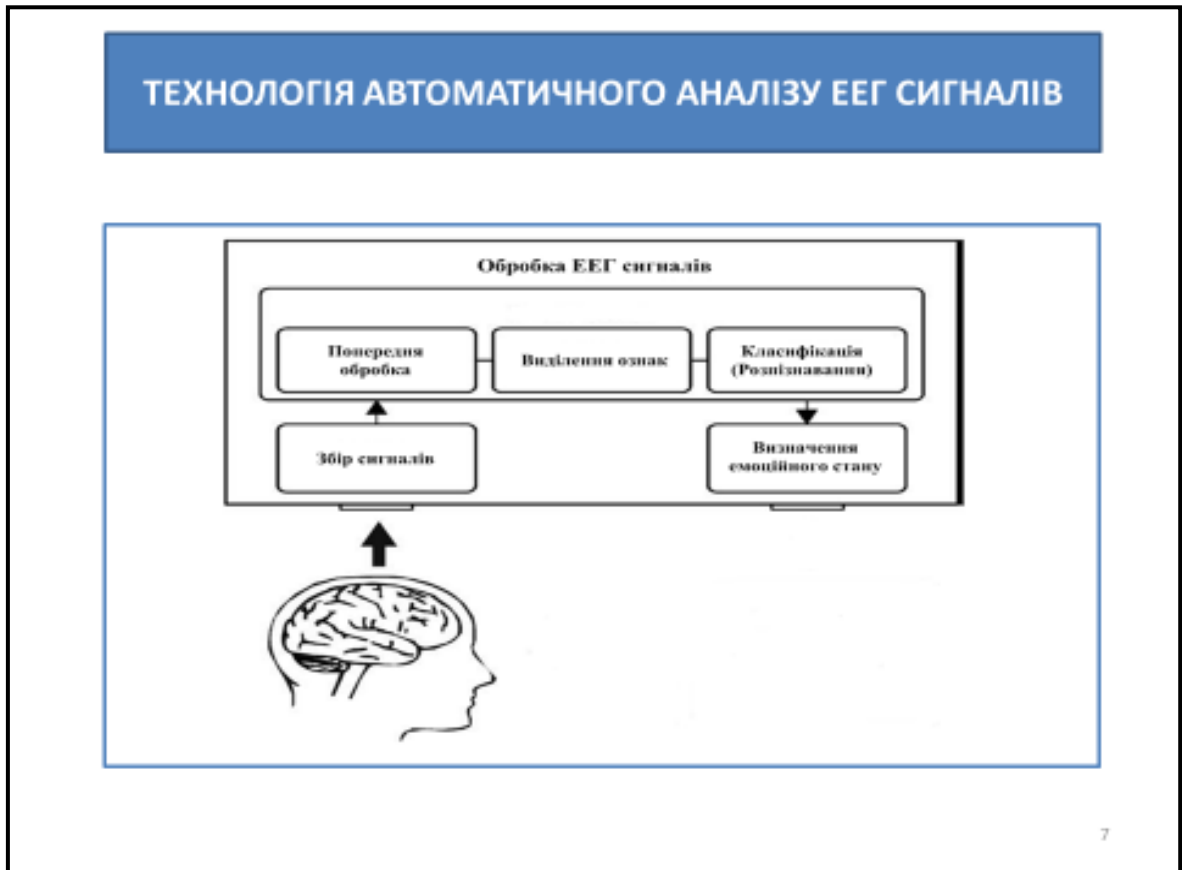 ТЕХНОЛОГІЯ АВТОМАТИЧНОГО АНАЛІЗУ ЕЕГ СИГНАЛІВ
Обробка ЕЕГ сигналів
Попередня
обробка
Виділення ознак
Класифікація
(Розпізнавання)
Збір сигналів
Визначення
емоційного стану
7